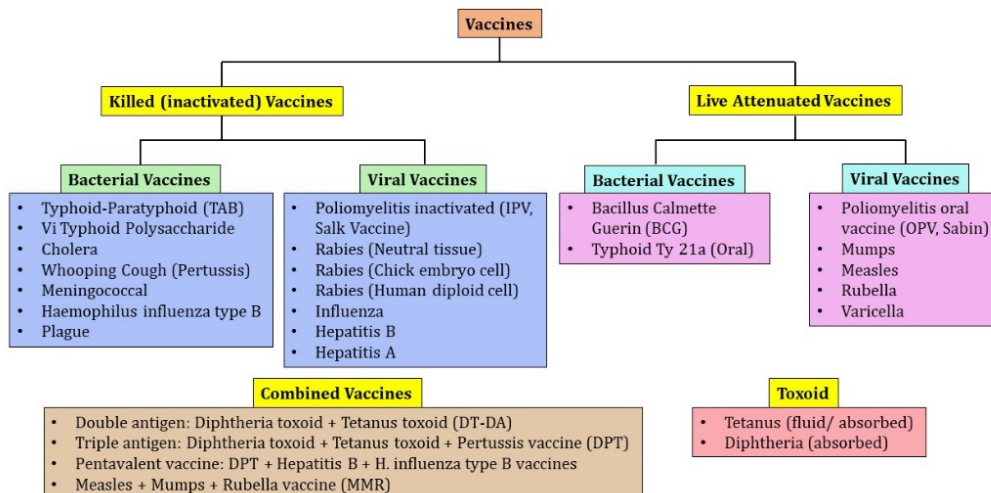 Vaccines
Killed (inactivated) Vaccines
Live Attenuated Vaccines
Bacterial Vaccines
• Typhoid-Paratyphoid (TAB)
• Vi Typhoid Polysaccharide
• Cholera
• Whooping Cough (Pertussis)
• Meningococcal
• Haemophilus influenza type B
• Plague
Viral Vaccines
• Poliomyelitis inactivated (IPV,
Salk Vaccine)
• Rabies (Neutral tissue)
• Rabies (Chick embryo cell)
• Rabies (Human diploid cell)
• Influenza
• Hepatitis B
• Hepatitis A
Bacterial Vaccines
• Bacillus Calmette
Guerin (BCG)
• Typhoid Ty 21a (Oral)
Viral Vaccines
• Poliomyelitis oral
vaccine (OPV, Sabin)
• Mumps
• Measles
• Rubella
• Varicella
Combined Vaccines
• Double antigen: Diphtheria toxoid + Tetanus toxoid (DT-DA)
• Triple antigen: Diphtheria toxoid + Tetanus toxoid + Pertussis vaccine (DPT)
• Pentavalent vaccine: DPT + Hepatitis B + H. influenza type B vaccines
• Measles + Mumps + Rubella vaccine (MMR)
Toxoid
• Tetanus (fluid/ absorbed)
• Diphtheria (absorbed)